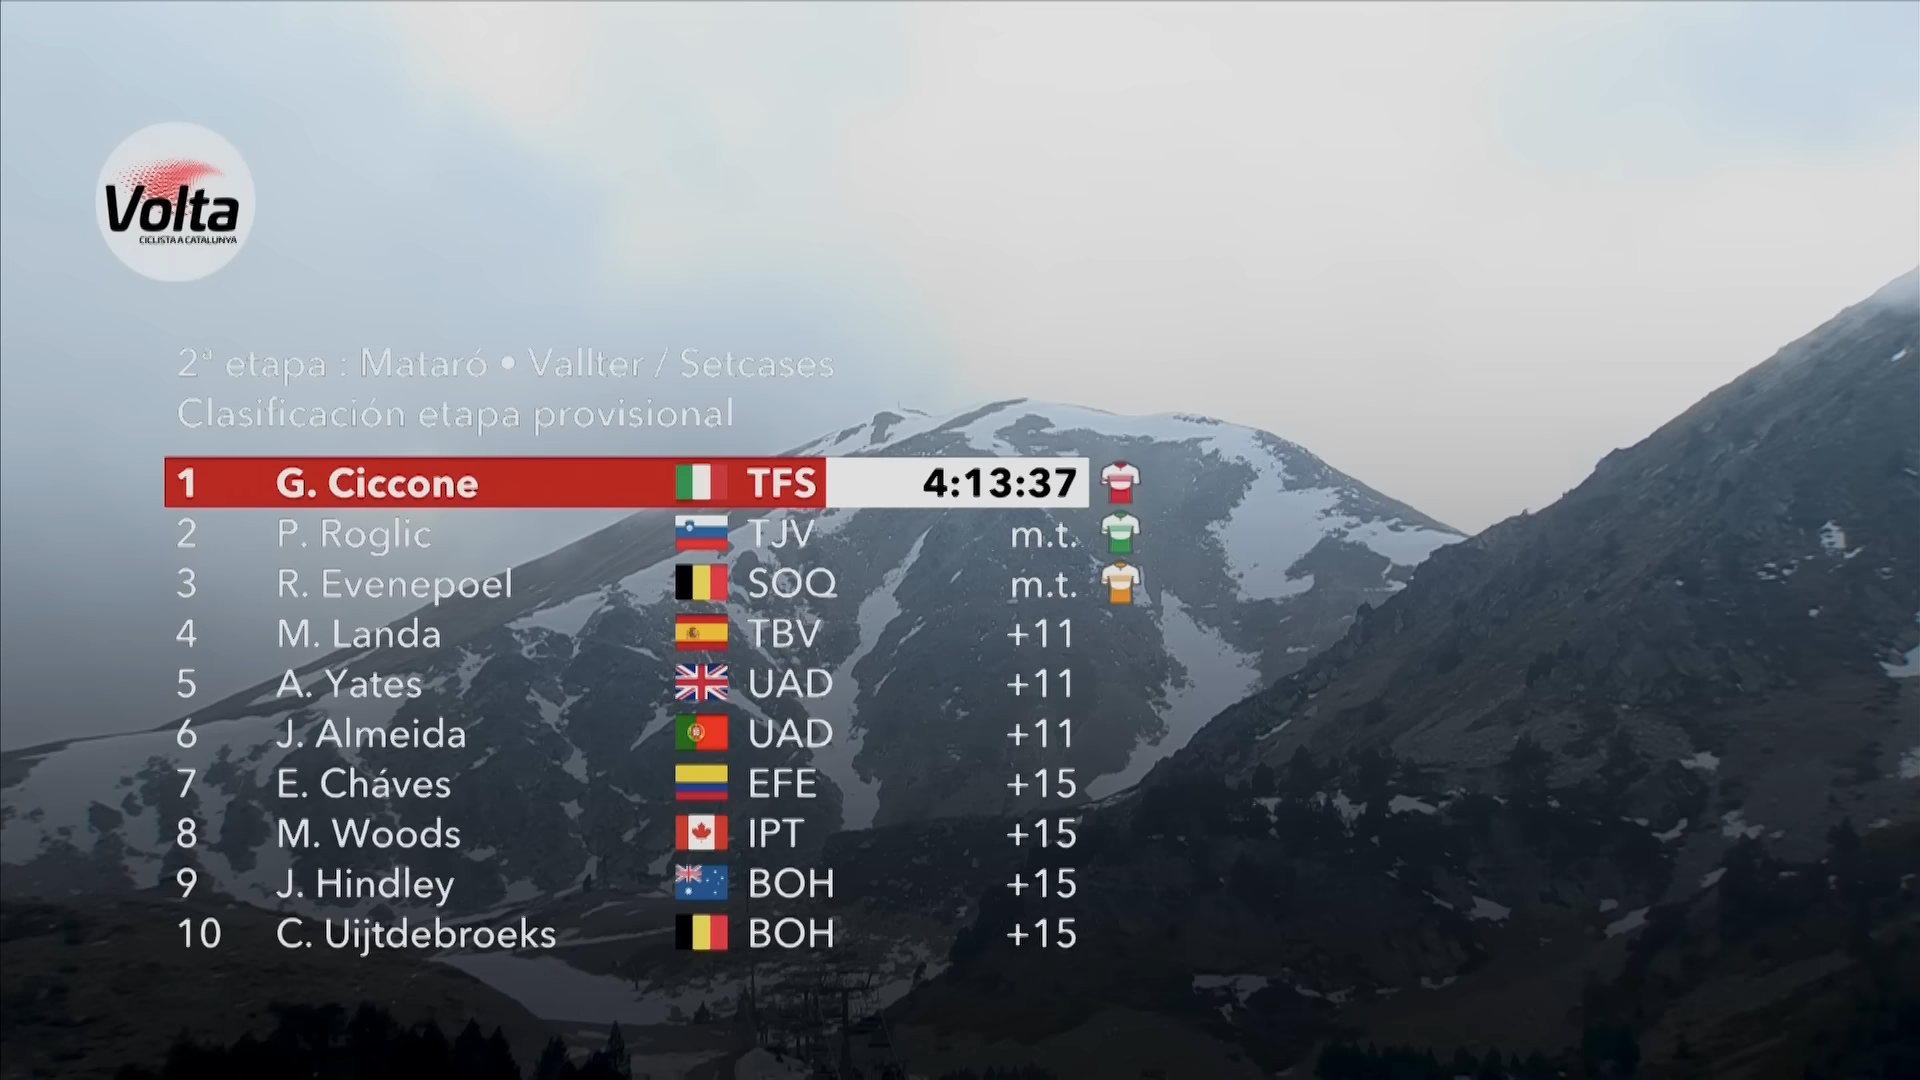 Volta
CICLISTA A CATALUNYA
2ª etapa : Mataró • Vallter / Setcases
Clasificación etapa provisional
1 G. Ciccone TFS 4:13:37
2 P. Roglic TJV m.t.
3 R. Evenepoel SOQ m.t.
4 M. Landa TBV +11
5 A. Yates UAD +11
6 J. Almeida UAD +11
7 E. Cháves EFE +15
8 M. Woods IPT +15
9 J. Hindley BOH +15
10 C. Uijtdebroeks BOH +15